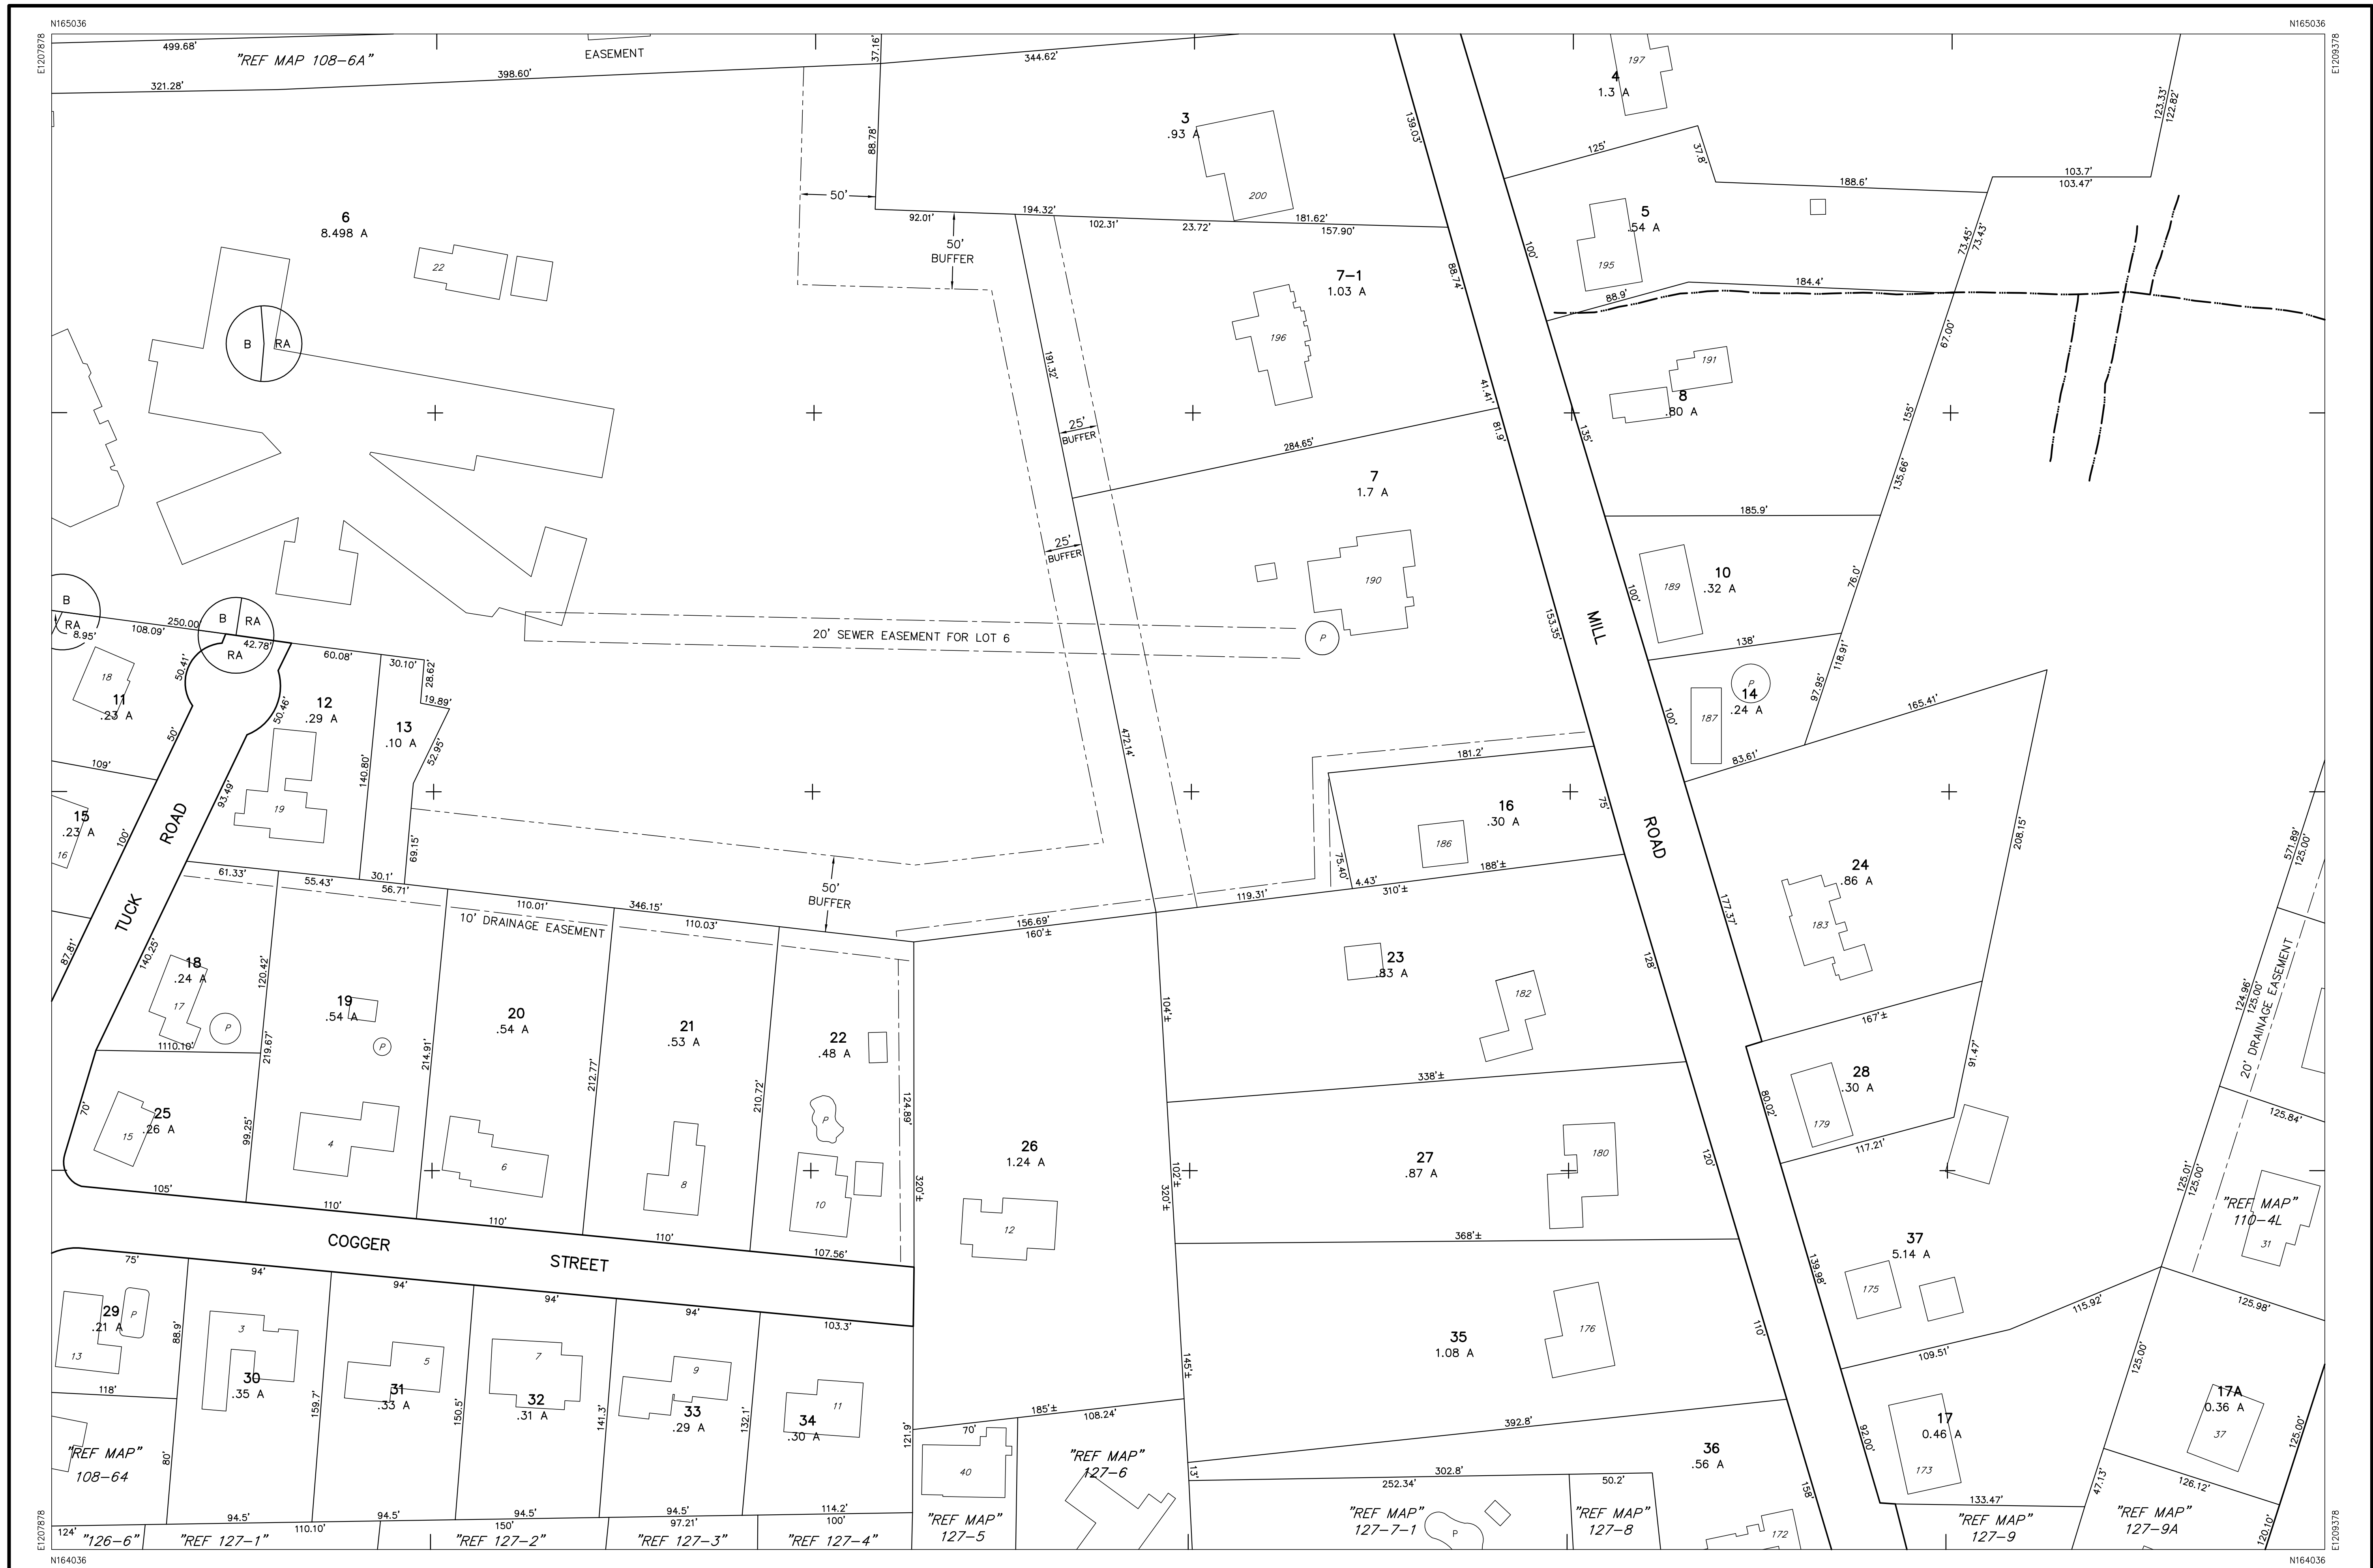 N165036
N165036
E1207878
E1209378
499.68'
"REF MAP 108-6A"
EASEMENT
37.16'
344.62'
398.60'
321.28'
197
4
1.3 A
123.33'
122.82'
3
.93 A
139.03'
88.78'
125'
37.8'
103.7'
103.47'
188.6'
50'
200
92.01'
194.32'
102.31'
23.72'
181.62'
157.90'
5
.54 A
6
8.498 A
50'
BUFFER
100'
73.45'
73.43'
22
195
7-1
1.03 A
88.74'
88.9'
184.4'
B
RA
196
67.00'
191.32'
191
8
.80 A
41.41'
25'
BUFFER
81.9'
135'
155'
284.65'
135.66'
7
1.7 A
185.9'
25'
BUFFER
190
10
.32 A
189
76.0'
100'
B
RA
8.95'
108.09'
250.00
B
RA
RA
42.78'
20' SEWER EASEMENT FOR LOT 6
P
153.35'
MILL
138'
60.08'
30.10'
28.62'
118.91'
50.41'
18
11
.23 A
12
.29 A
50.46'
19.89'
P
14
.24 A
97.95'
187
100'
165.41'
13
.10 A
50'
472.14'
52.95'
181.2'
83.61'
109'
140.80'
93.49'
19
75'
16
.30 A
15
.23 A
16
100'
ROAD
ROAD
186
208.15'
571.89'
125.00'
69.15'
75.40'
188'±
24
.86 A
61.33'
55.43'
30.1'
56.71'
50'
BUFFER
4.43'
310'±
119.31'
110.01'
346.15'
110.03'
156.69'
160'±
10' DRAINAGE EASEMENT
TUCK
177.37'
183
87.81'
140.25'
18
.24 A
17
120.42'
23
.83 A
128'
182
124.96'
125.00'
20' DRAINAGE EASEMENT
P
19
.54 A
20
.54 A
21
.53 A
22
.48 A
104'±
167'±
P
1110.10'
219.67'
214.91'
212.77'
210.72'
338'±
91.47'
28
.30 A
179
80.02'
70'
25
.26 A
15
99.25'
124.89'
P
125.84'
26
1.24 A
27
.87 A
180
120'
117.21'
4
6
8
10
320'±
102'±
320'±
125.01'
125.00'
105'
110'
110'
110'
107.56'
12
"REF MAP"
110-4L
31
COGGER
STREET
368'±
37
5.14 A
139.98'
175
75'
94'
94'
94'
94'
103.3'
115.92'
125.98'
29
.21 A
P
13
88.9'
3
5
7
9
176
110'
35
1.08 A
145'±
109.51'
125.00'
118'
30
.35 A
31
.33 A
32
.31 A
33
.29 A
11
34
.30 A
159.7'
150.5'
141.3'
132.1'
121.9'
185'±
108.24'
70'
392.8'
17A
0.36 A
37
125.00'
17
0.46 A
173
92.00'
"REF MAP"
108-64
80'
40
"REF MAP"
127-6
13'
302.8'
252.34'
50.2'
36
.56 A
158'
47.13'
126.12'
133.47'
94.5'
94.5'
94.5'
94.5'
114.2'
124'
"126-6"
"REF 127-1"
110.10'
"REF 127-2"
150'
"REF 127-3"
97.21'
"REF 127-4"
100'
"REF MAP"
127-5
"REF MAP"
127-7-1
P
"REF MAP"
127-8
172
"REF MAP"
127-9
"REF MAP"
127-9A
120.10'
E1207878
E1209378
N164036
N164036